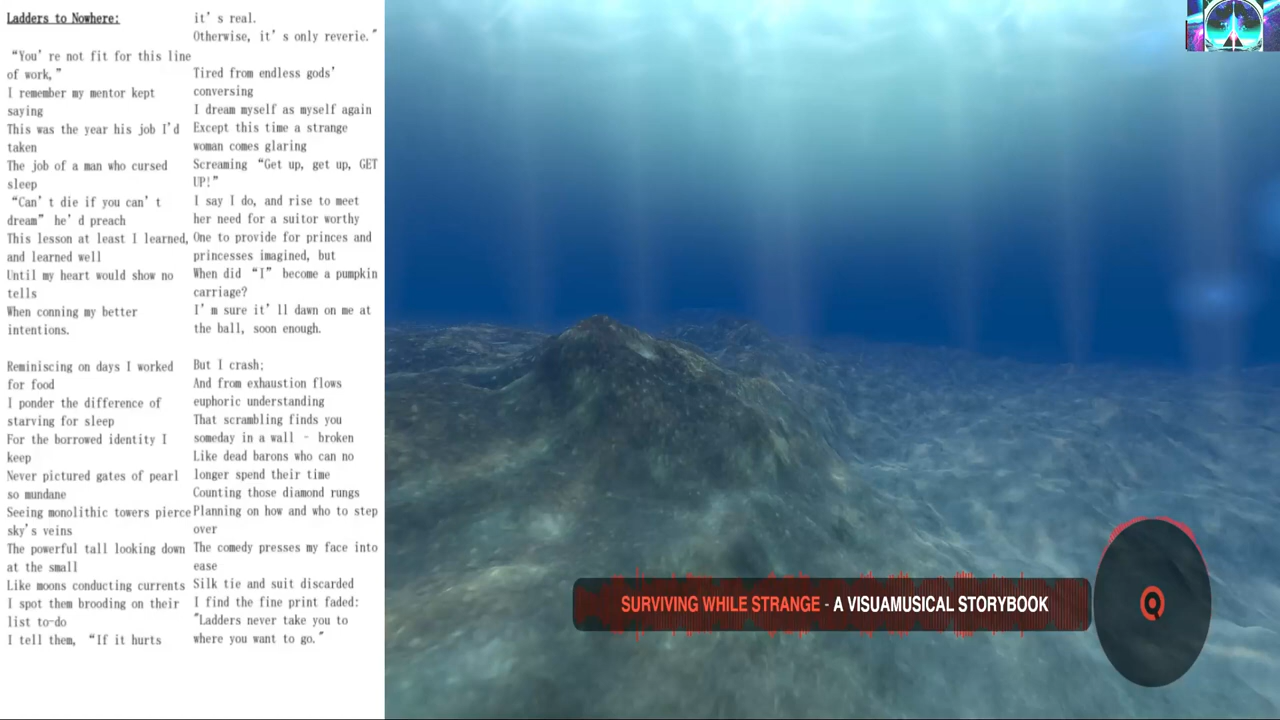 Ladders to Nowhere:
“You're not fit for this line
of work,”
I remember my mentor kept
saying
This was the year his job I'd
taken
The job of a man who cursed
sleep
“Can't die if you can't
dream” he'd preach
This lesson at least I learned,
and learned well
Until my heart would show no
tells
When conning my better
intentions.
Reminiscing on days I worked
for food
I ponder the difference of
starving for sleep
For the borrowed identity I
keep
Never pictured gates of pearl
so mundane
Seeing monolithic towers pierce
sky's veins
The powerful tall looking down
at the small
Like moons conducting currents
I spot them brooding on their
list to-do
I tell them, “If it hurts
it's real.
Otherwise, it's only reverie."
Tired from endless gods'
conversing
I dream myself as myself again
Except this time a strange
woman comes glaring
Screaming “Get up, get up, GET
UP!”
I say I do, and rise to meet
her need for a suitor worthy
One to provide for princes and
princesses imagined, but
When did “I” become a pumpkin
carriage?
I'm sure it'll dawn on me at
the ball, soon enough.
But I crash;
And from exhaustion flows
euphoric understanding
That scrambling finds you
someday in a wall – broken
Like dead barons who can no
longer spend their time
Counting those diamond rungs
Planning on how and who to step
over
The comedy presses my face into
ease
Silk tie and suit discarded
I find the fine print faded:
"Ladders never take you to
where you want to go."
SURVIVING WHILE STRANGE - A VISUAMUSICAL STORYBOOK